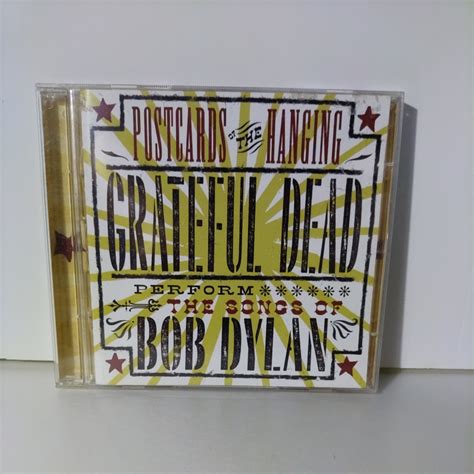 POSTCARDS OF THE HANGING
GRATEFUL DEAD
PERFORM
THE SONGS OF
BOB DYLAN